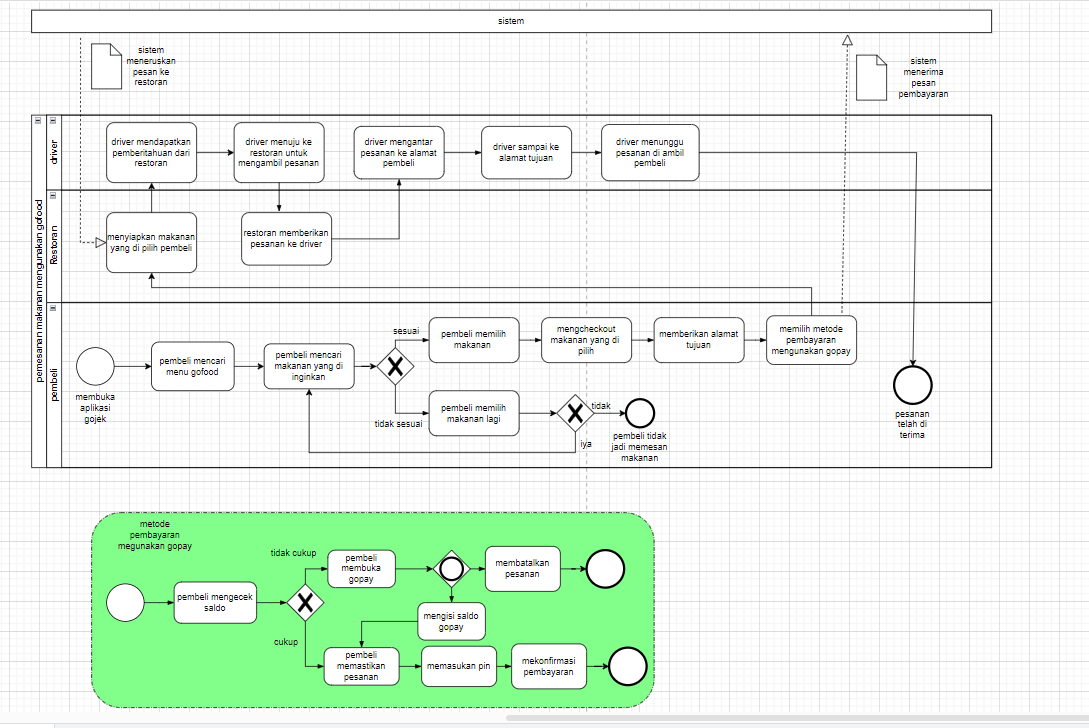 sistem
sistem
meneruskan
pesan ke
restoran
sistem
menerima
pesan
pembayaran
pemesanan makanan mengunakan gofood
driver
driver mendapatkan
pemberitahuan dari
restoran
driver menuju ke
restoran untuk
mengambil pesanan
driver mengantar
pesanan ke alamat
pembeli
driver sampai ke
alamat tujuan
driver menunggu
pesanan di ambil
pembeli
Restoran
menyiapkan makanan
yang di pilih pembeli
restoran memberikan
pesanan ke driver
pembeli
membuka
aplikasi
gojek
pembeli mencari
menu gofood
pembeli mencari
makanan yang di
inginkan
sesuai
tidak sesuai
pembeli memilih
makanan
mengcheckout
makanan yang di
pilih
memberikan alamat
tujuan
memilih metode
pembayaran
mengunakan gopay
pembeli memilih
makanan lagi
tidak
iya
pembeli tidak
jadi memesan
makanan
pesanan
telah di
terima
metode
pembayaran
megunakan gopay
pembeli mengecek
saldo
tidak cukup
cukup
pembeli
membuka
gopay
membatalkan
pesanan
mengisi saldo
gopay
pembeli
memastikan
pesanan
memasukan pin
mekonfirmasi
pembayaran